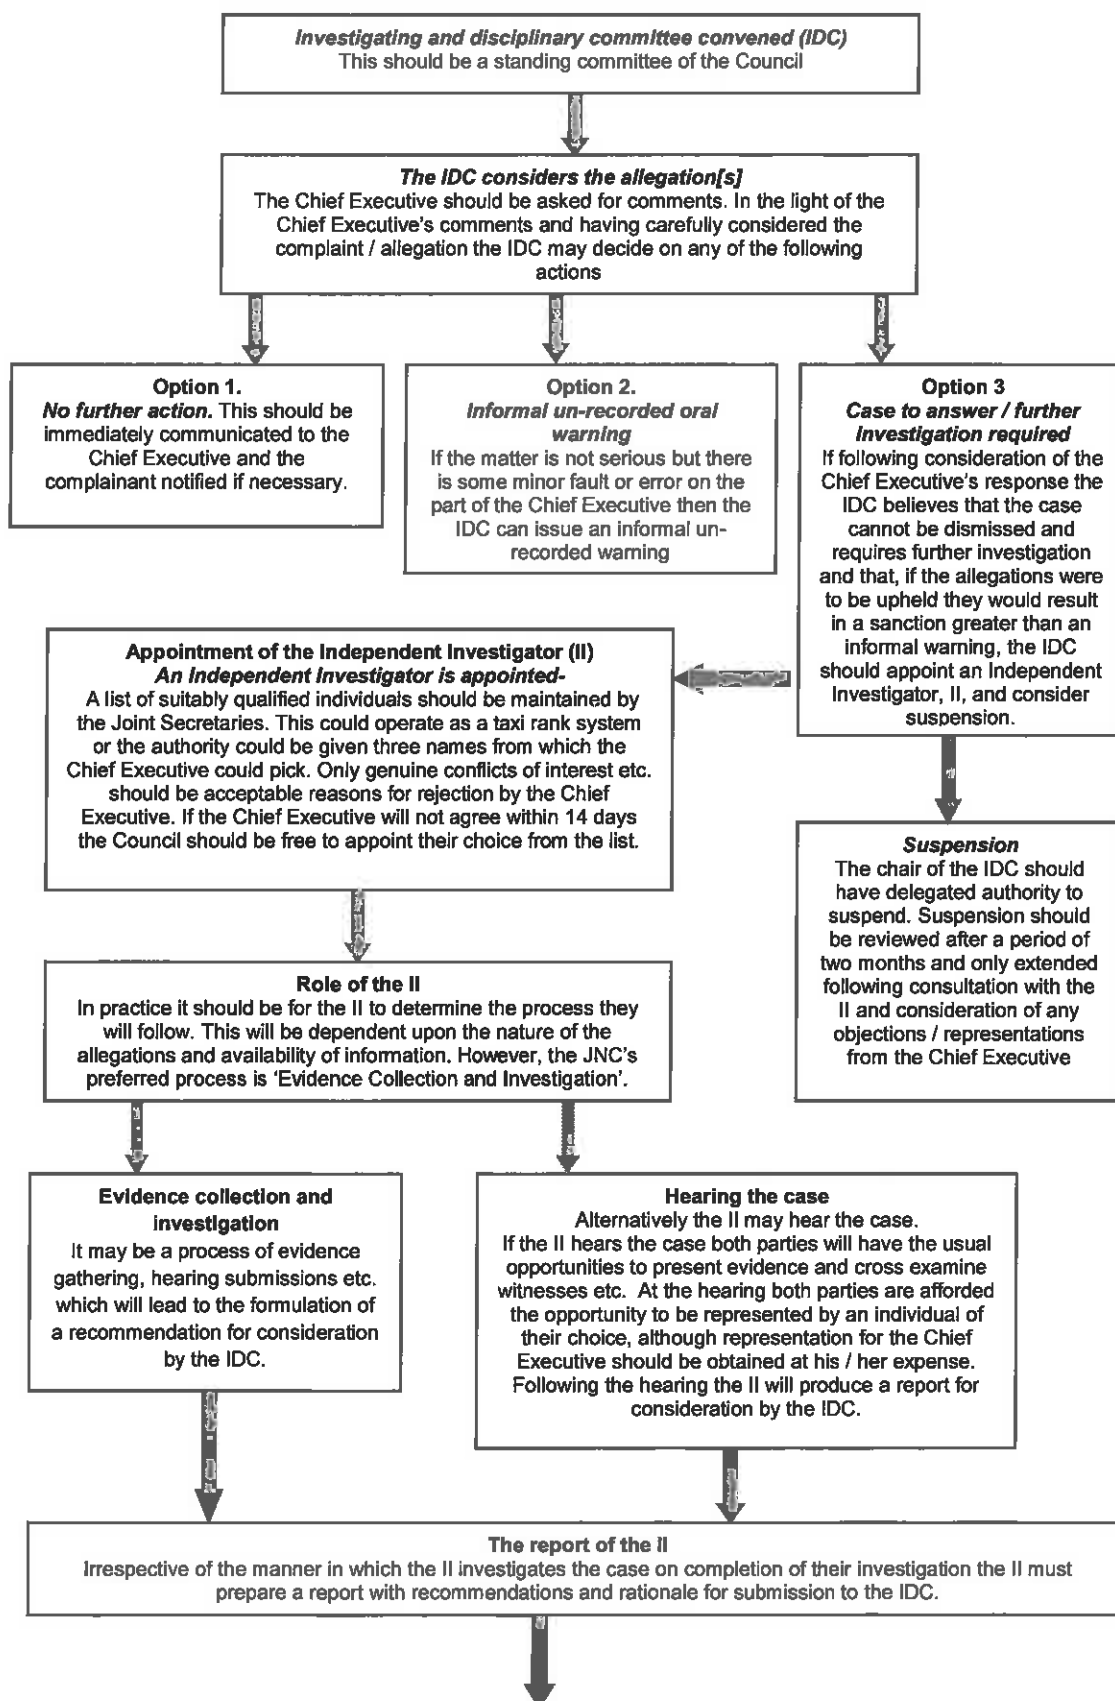 Investigating and disciplinary committee convened (IDC)
This should be a standing committee of the Council
The IDC considers the allegation[s]
The Chief Executive should be asked for comments. In the light of the
Chief Executive's comments and having carefully considered the
complaint / allegation the IDC may decide on any of the following
actions
Option 1.
No further action. This should be
immediately communicated to the
Chief Executive and the
complainant notified if necessary.
Option 2.
Informal un-recorded oral
warning
If the matter is not serious but there
is some minor fault or error on the
part of the Chief Executive then the
IDC can issue an informal un-
recorded warning
Option 3
Case to answer / further
Investigation required
If following consideration of the
Chief Executive's response the
IDC believes that the case
cannot be dismissed and
requires further investigation
and that, if the allegations were
to be upheld they would result
in a sanction greater than an
informal warning, the IDC
should appoint an Independent
Investigator, II, and consider
suspension.
Appointment of the Independent Investigator (II)
An Independent Investigator is appointed-
A list of suitably qualified individuals should be maintained by
the Joint Secretaries. This could operate as a taxi rank system
or the authority could be given three names from which the
Chief Executive could pick. Only genuine conflicts of interest etc.
should be acceptable reasons for rejection by the Chief
Executive. If the Chief Executive will not agree within 14 days
the Council should be free to appoint their choice from the list.
Suspension
The chair of the IDC should
have delegated authority to
suspend. Suspension should
be reviewed after a period of
two months and only extended
following consultation with the
II and consideration of any
objections / representations
from the Chief Executive
Role of the II
In practice it should be for the II to determine the process they
will follow. This will be dependent upon the nature of the
allegations and availability of information. However, the JNC's
preferred process is 'Evidence Collection and Investigation'.
Evidence collection and
investigation
It may be a process of evidence
gathering, hearing submissions etc.
which will lead to the formulation of
a recommendation for consideration
by the IDC.
Hearing the case
Alternatively the II may hear the case.
If the II hears the case both parties will have the usual
opportunities to present evidence and cross examine
witnesses etc. At the hearing both parties are afforded
the opportunity to be represented by an individual of
their choice, although representation for the Chief
Executive should be obtained at his / her expense.
Following the hearing the II will produce a report for
consideration by the IDC.
The report of the II
Irrespective of the manner in which the II investigates the case on completion of their investigation the II must
prepare a report with recommendations and rationale for submission to the IDC.